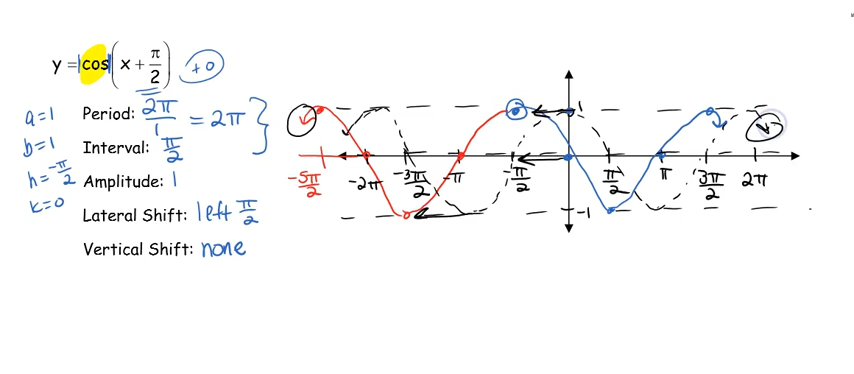 y = 1cos(x + π/2) +0
a=1
Period: 2π/1 = 2π
b=1
Interval: π/2
h=-π/2
Amplitude: 1
k=0
Lateral Shift: left π/2
Vertical Shift: none
1
-5π/2 -2π -3π/2 -π -π/2 π/2 π 3π/2 2π
-1